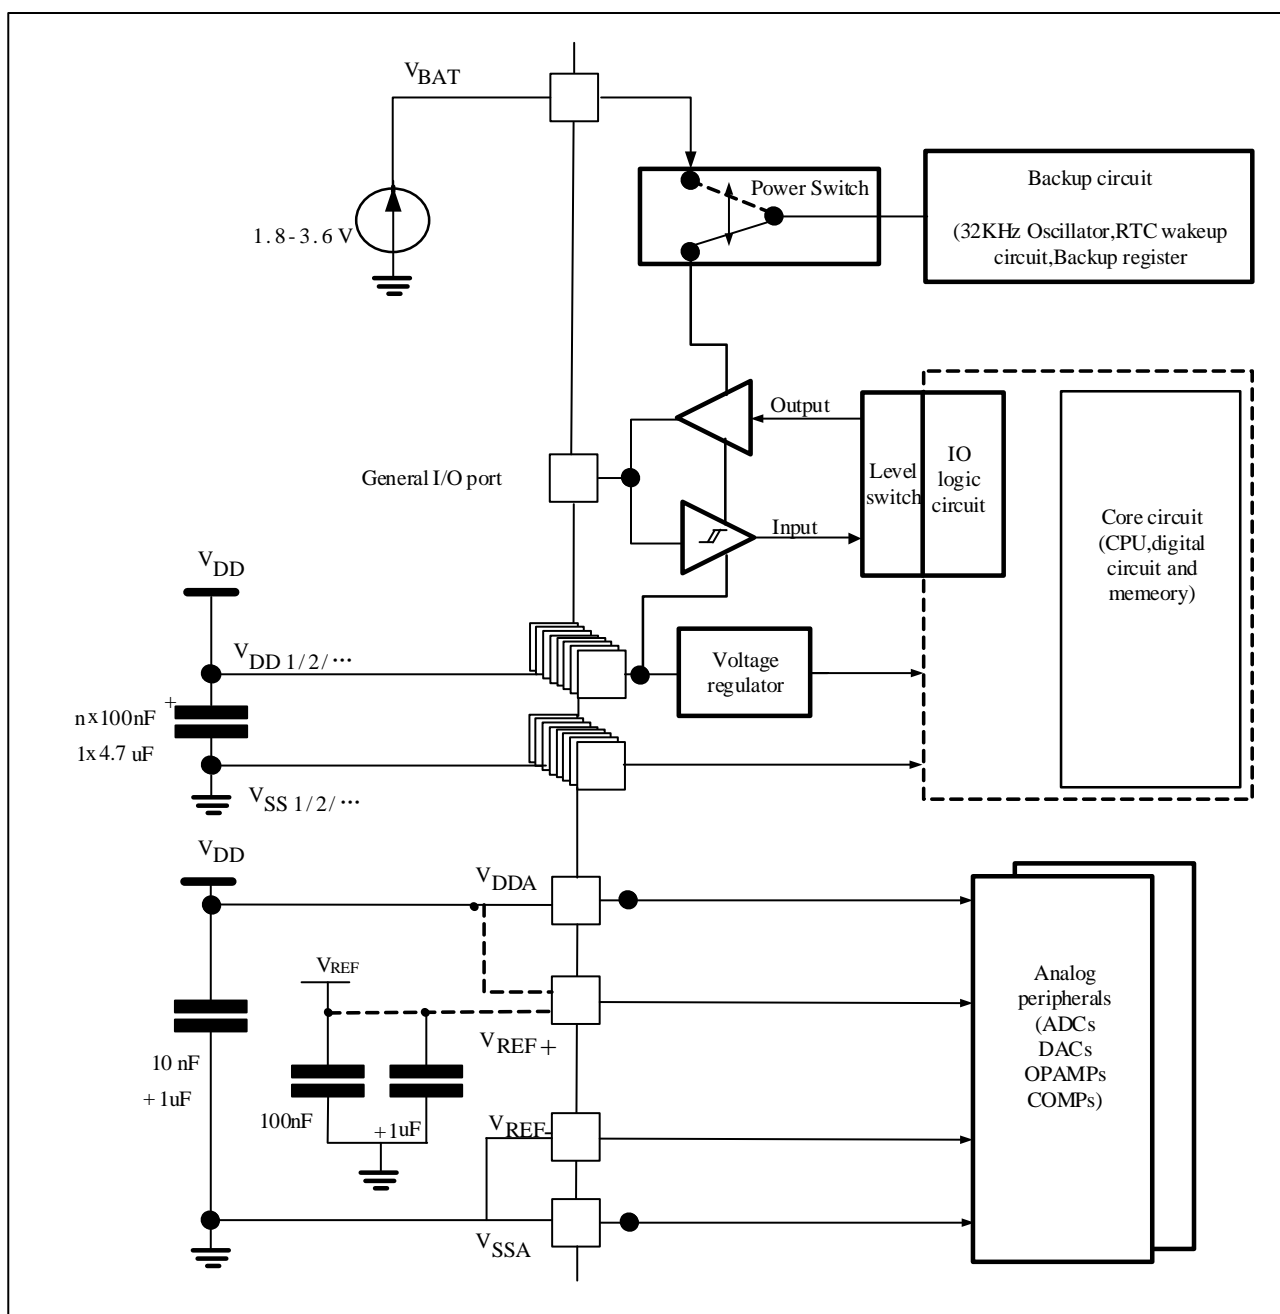 VBAT
1.8-3.6 V
Power Switch
Backup circuit
(32KHz Oscillator,RTC wakeup
circuit,Backup register
General I/O port
Output
Input
Level
switch
IO
logic
circuit
Core circuit
(CPU,digital
circuit and
memeory)
VDD
VDD 1/2/···
+
nx100nF
1x4.7 uF
VSS 1/2/···
Voltage
regulator
VDD
VDDA
VREF
VREF+
10 nF
+1uF
100nF
+1uF
VREF-
VSSA
Analog
peripherals
(ADCs
DACs
OPAMPs
COMPs)